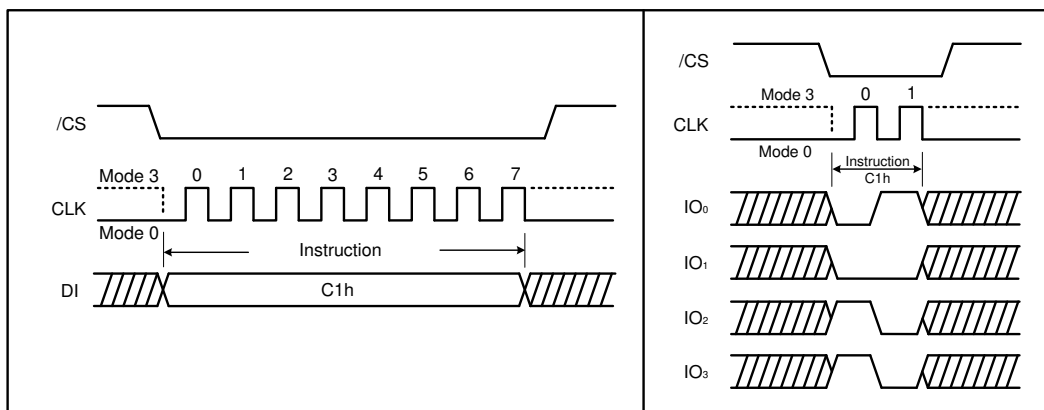 /CS
Mode 3
0 1 2 3 4 5 6 7
CLK
Mode 0
Instruction
DI
C1h
/CS
Mode 3
0 1
CLK
Mode 0
Instruction
C1h
IO₀
IO₁
IO₂
IO₃